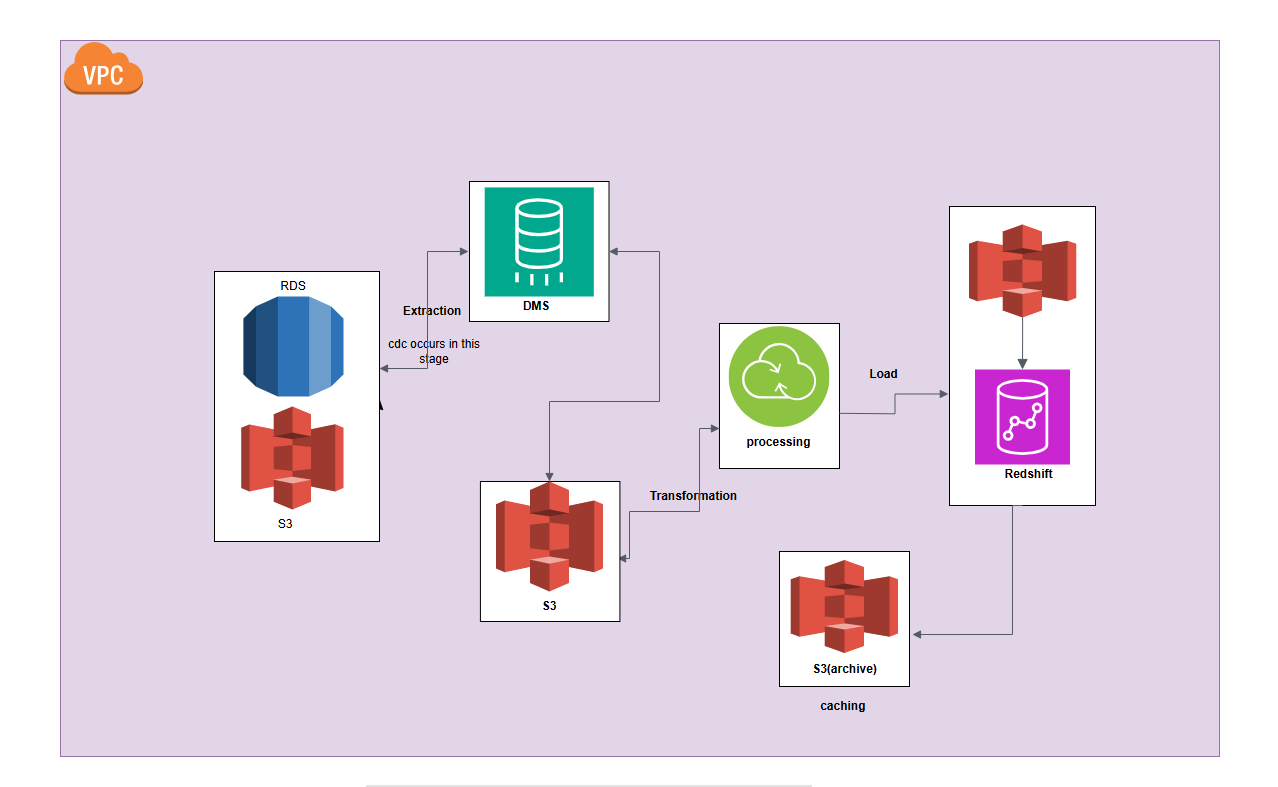 VPC
RDS
S3
Extraction
cdc occurs in this
stage
DMS
S3
Transformation
processing
Load
Redshift
S3(archive)
caching